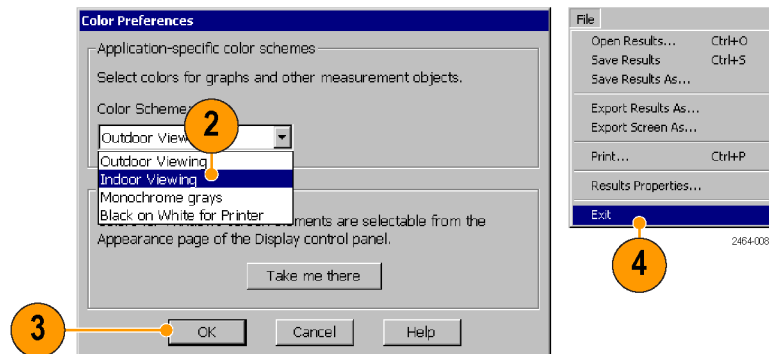 Color Preferences
Application-specific color schemes
Select colors for graphs and other measurement objects.
Color Scheme
2
Outdoor View
Outdoor Viewing
Indoor Viewing
Monochrome grays
Black on White for Printer
elements are selectable from the
Appearance page of the Display control panel.
Take me there
3
OK
Cancel
Help
File
Open Results... Ctrl+O
Save Results Ctrl+S
Save Results As...
Export Results As...
Export Screen As...
Print... Ctrl+P
Results Properties...
Exit
4
2464-008